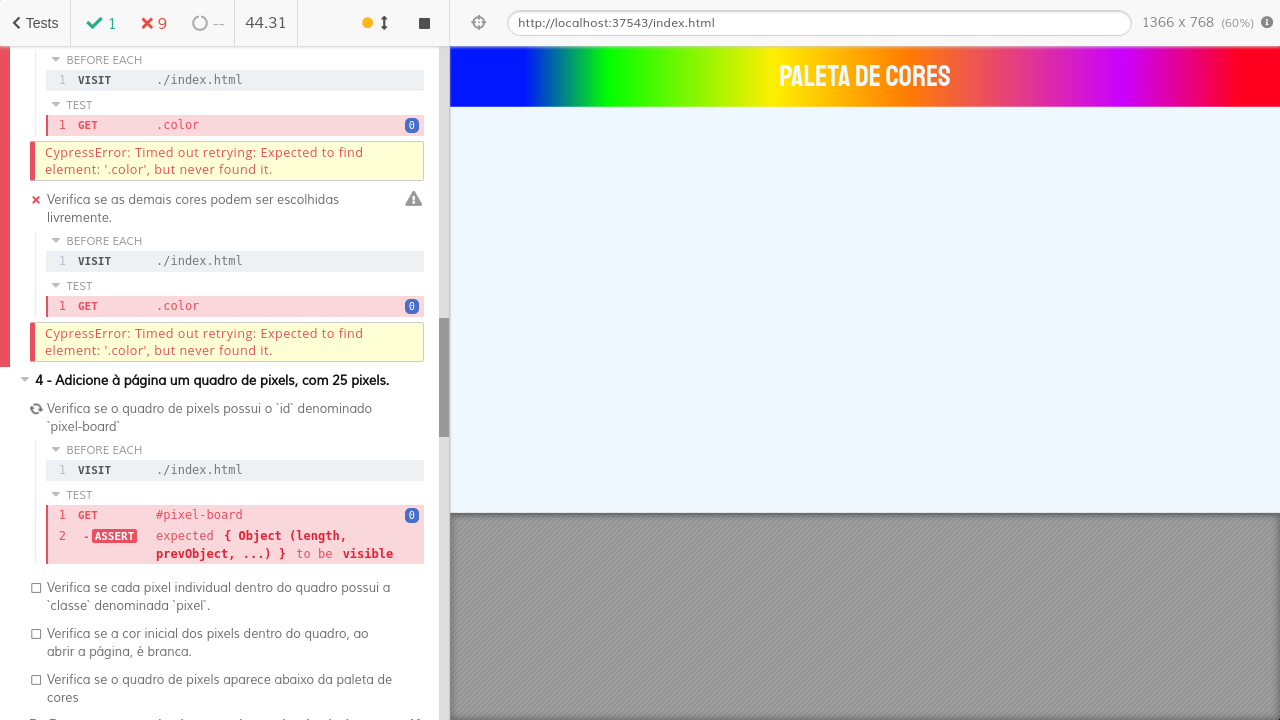 Tests
1
9
--
44.31
http://localhost:37543/index.html
1366 x 768 (60%)
BEFORE EACH
1 VISIT ./index.html
TEST
1 GET .color 0
CypressError: Timed out retrying: Expected to find
element: '.color', but never found it.
Verifica se as demais cores podem ser escolhidas
livremente.
BEFORE EACH
1 VISIT ./index.html
TEST
1 GET .color 0
CypressError: Timed out retrying: Expected to find
element: '.color', but never found it.
4 - Adicione à página um quadro de pixels, com 25 pixels.
Verifica se o quadro de pixels possui o `id` denominado
`pixel-board`
BEFORE EACH
1 VISIT ./index.html
TEST
1 GET #pixel-board 0
2 -ASSERT expected { Object (length,
prevObject, ...) } to be visible
Verifica se cada pixel individual dentro do quadro possui a
`classe` denominada `pixel`.
Verifica se a cor inicial dos pixels dentro do quadro, ao
abrir a página, é branca.
Verifica se o quadro de pixels aparece abaixo da paleta de
cores
PALETA DE CORES